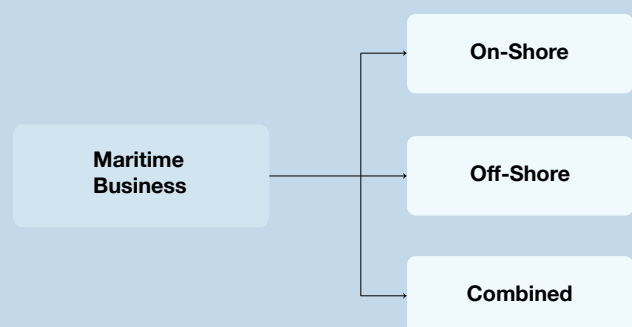 Maritime
Business
On-Shore
Off-Shore
Combined